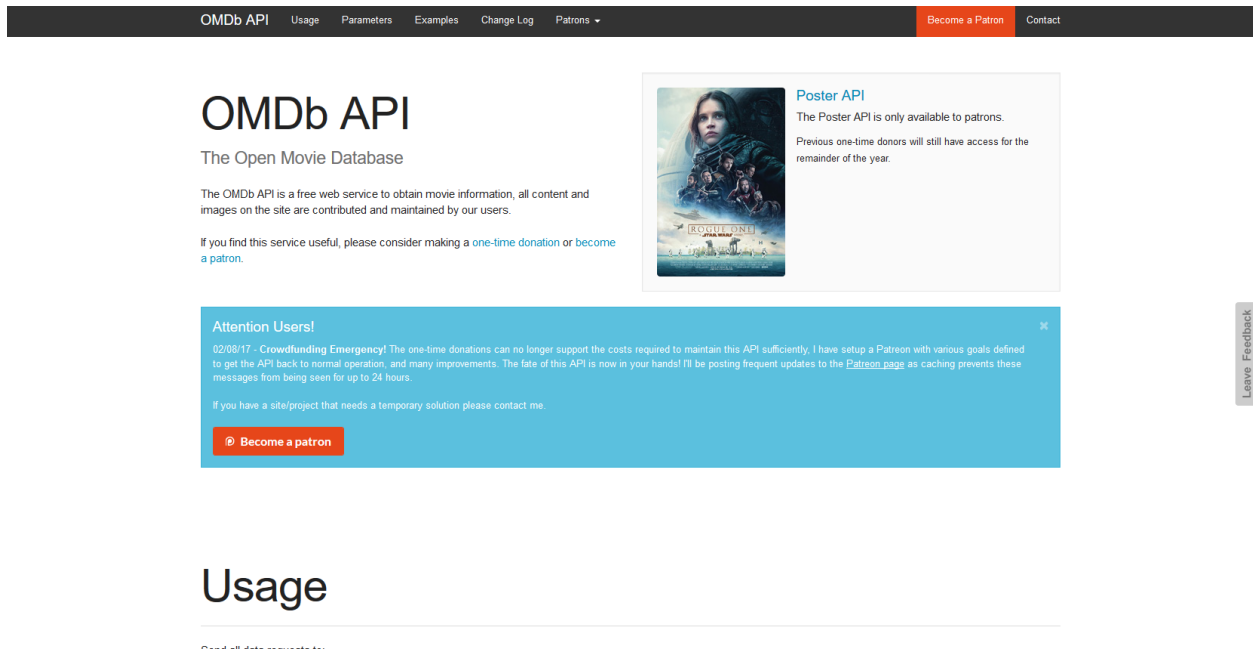 OMDb API Usage Parameters Examples Change Log Patrons Become a Patron Contact
OMDb API
The Open Movie Database
The OMDb API is a free web service to obtain movie information, all content and
images on the site are contributed and maintained by our users.
If you find this service useful, please consider making a one-time donation or become
a patron.
ROGUE ONE
A STAR WARS STORY
Poster API
The Poster API is only available to patrons.
Previous one-time donors will still have access for the
remainder of the year.
Attention Users!
02/08/17 - Crowdfunding Emergency! The one-time donations can no longer support the costs required to maintain this API sufficiently, I have setup a Patreon with various goals defined
to get the API back to normal operation, and many improvements. The fate of this API is now in your hands! I'll be posting frequent updates to the Patreon page as caching prevents these
messages from being seen for up to 24 hours.
If you have a site/project that needs a temporary solution please contact me.
Become a patron
Leave Feedback
Usage
Send all data requests to: